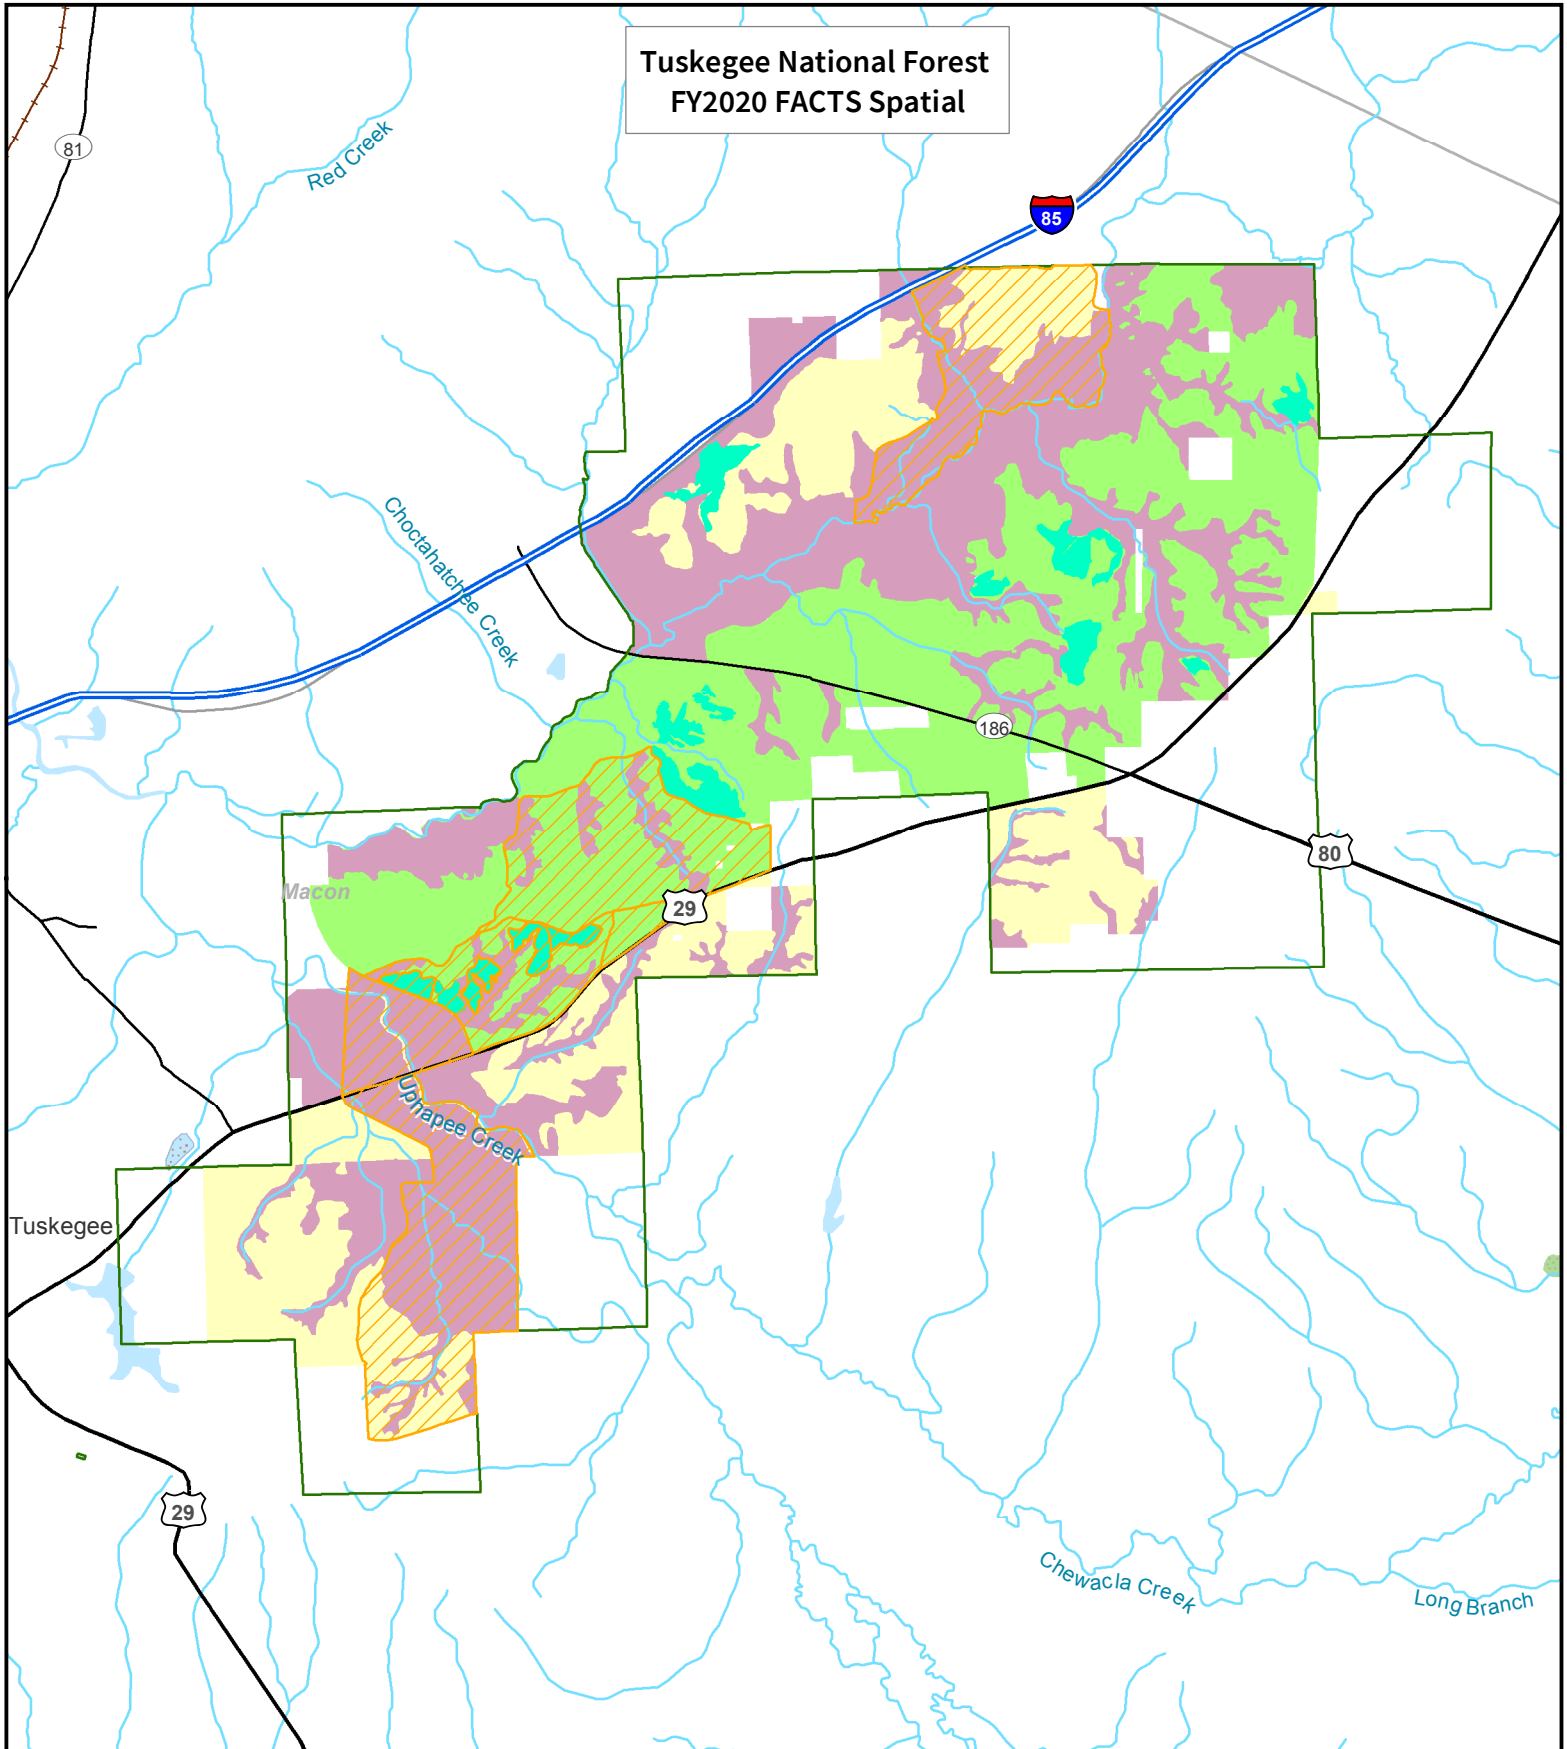 Tuskegee National Forest
FY2020 FACTS Spatial
81
Red Creek
85
Choctahatchee Creek
186
80
Macon
29
Uphapee Creek
Tuskegee
29
Chewacla Creek
Long Branch